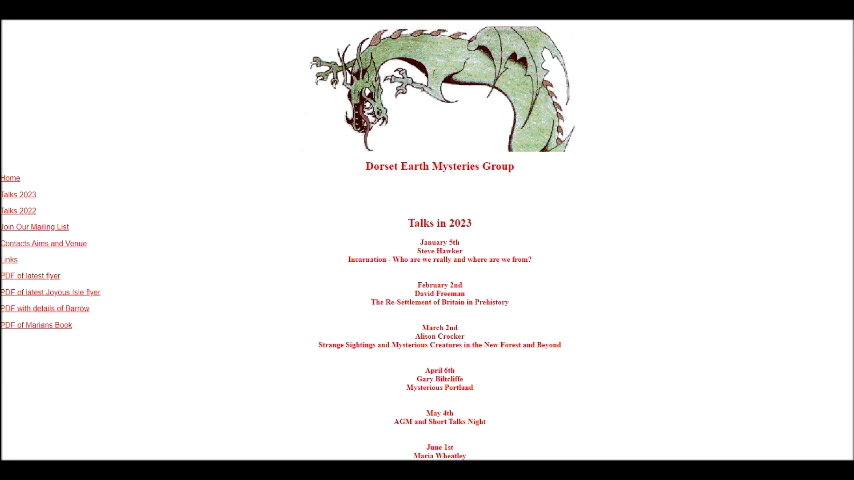 Dorset Earth Mysteries Group
Home
Talks 2023
Talks 2022
Join Our Mailing List
Contacts Aims and Venue
Links
PDF of latest flyer
PDF of latest Joyous Isle flyer
PDF with details of Barrow
PDF of Marians Book
Talks in 2023
January 5th
Steve Hawker
Incarnation - Who are we really and where are we from?
February 2nd
David Freeman
The Re-Settlement of Britain in Prehistory
March 2nd
Alison Crocker
Strange Sightings and Mysterious Creatures in the New Forest and Beyond
April 6th
Gary Biltcliffe
Mysterious Portland
May 4th
AGM and Short Talks Night
June 1st
Maria Wheatley